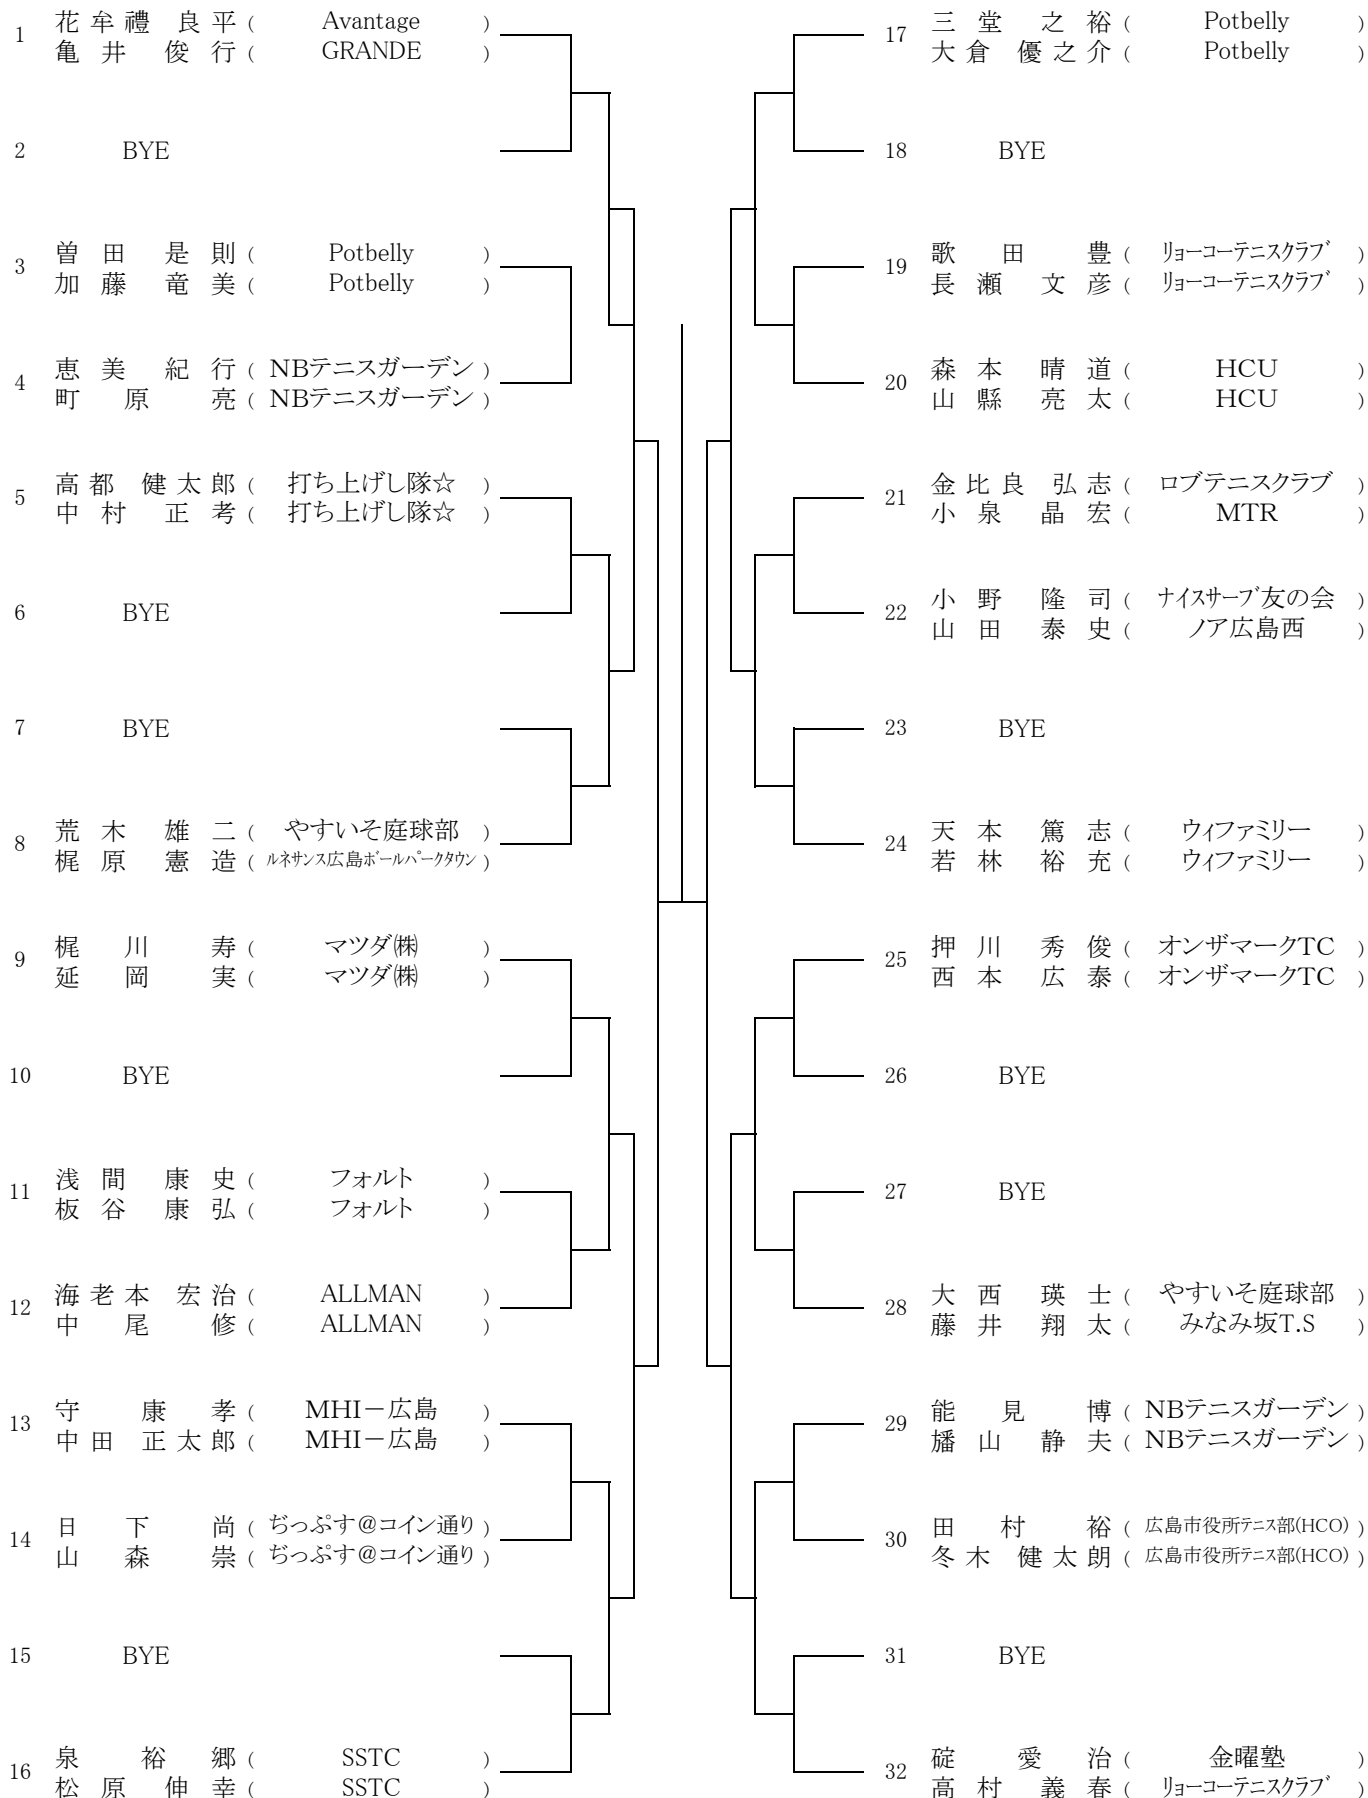 1 花牟禮 良平 ( Avantage )
亀井 俊行 ( GRANDE )
2 BYE
3 曽田 是則 ( Potbelly )
加藤 竜美 ( Potbelly )
4 恵美 紀行 ( NBテニスガーデン )
町原 亮 ( NBテニスガーデン )
5 高都 健太郎 ( 打ち上げし隊☆ )
中村 正考 ( 打ち上げし隊☆ )
6 BYE
7 BYE
8 荒木 雄二 ( やすいそ庭球部 )
梶原 憲造 ( ルネサンス広島ボールパークタウン )
9 梶川 寿 ( マツダ㈱ )
延岡 実 ( マツダ㈱ )
10 BYE
11 浅間 康史 ( フォルト )
板谷 康弘 ( フォルト )
12 海老本 宏治 ( ALLMAN )
中尾 修 ( ALLMAN )
13 守 康孝 ( MHI－広島 )
中田 正太郎 ( MHI－広島 )
14 日下 尚 ( ぢっぷす@コイン通り )
山森 崇 ( ぢっぷす@コイン通り )
15 BYE
16 泉 裕郷 ( SSTC )
松原 伸幸 ( SSTC )
17 三堂 之裕 ( Potbelly )
大倉 優之介 ( Potbelly )
18 BYE
19 歌田 豊 ( リョーコーテニスクラブ )
長瀬 文彦 ( リョーコーテニスクラブ )
20 森本 晴道 ( HCU )
山縣 亮太 ( HCU )
21 金比良 弘志 ( ロブテニスクラブ )
小泉 晶宏 ( MTR )
22 小野 隆司 ( ナイスサーブ友の会 )
山田 泰史 ( ノア広島西 )
23 BYE
24 天本 篤志 ( ウィファミリー )
若林 裕充 ( ウィファミリー )
25 押川 秀俊 ( オンザマークTC )
西本 広泰 ( オンザマークTC )
26 BYE
27 BYE
28 大西 瑛士 ( やすいそ庭球部 )
藤井 翔太 ( みなみ坂T.S )
29 能見 博 ( NBテニスガーデン )
旙山 静夫 ( NBテニスガーデン )
30 田村 裕 ( 広島市役所テニス部(HCO) )
冬木 健太朗 ( 広島市役所テニス部(HCO) )
31 BYE
32 碇 愛治 ( 金曜塾 )
高村 義春 ( リョーコーテニスクラブ )